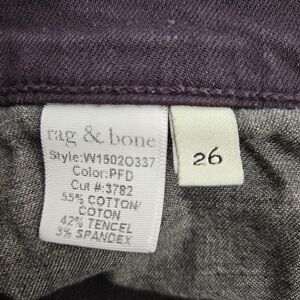 rag & bone
Style:W1502O337
Color:PFD
Cut #:3782
55% COTTON/
COTON
42% TENCEL
3% SPANDEX
26